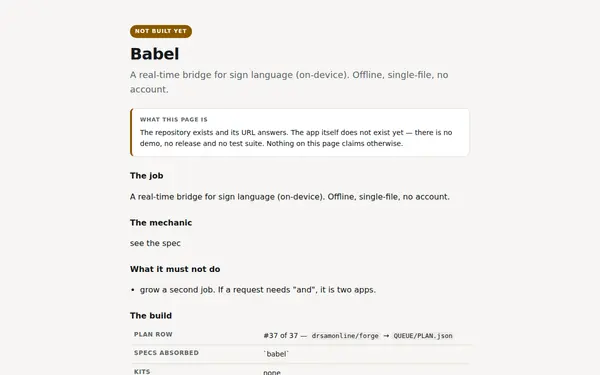 NOT BUILT YET
Babel
A real-time bridge for sign language (on-device). Offline, single-file, no
account.
WHAT THIS PAGE IS
The repository exists and its URL answers. The app itself does not exist yet — there is no
demo, no release and no test suite. Nothing on this page claims otherwise.
The job
A real-time bridge for sign language (on-device). Offline, single-file, no account.
The mechanic
see the spec
What it must not do
• grow a second job. If a request needs "and", it is two apps.
The build
PLAN ROW #37 of 37 — drsamonline/forge → QUEUE/PLAN.json
SPECS ABSORBED `babel`
KITS none